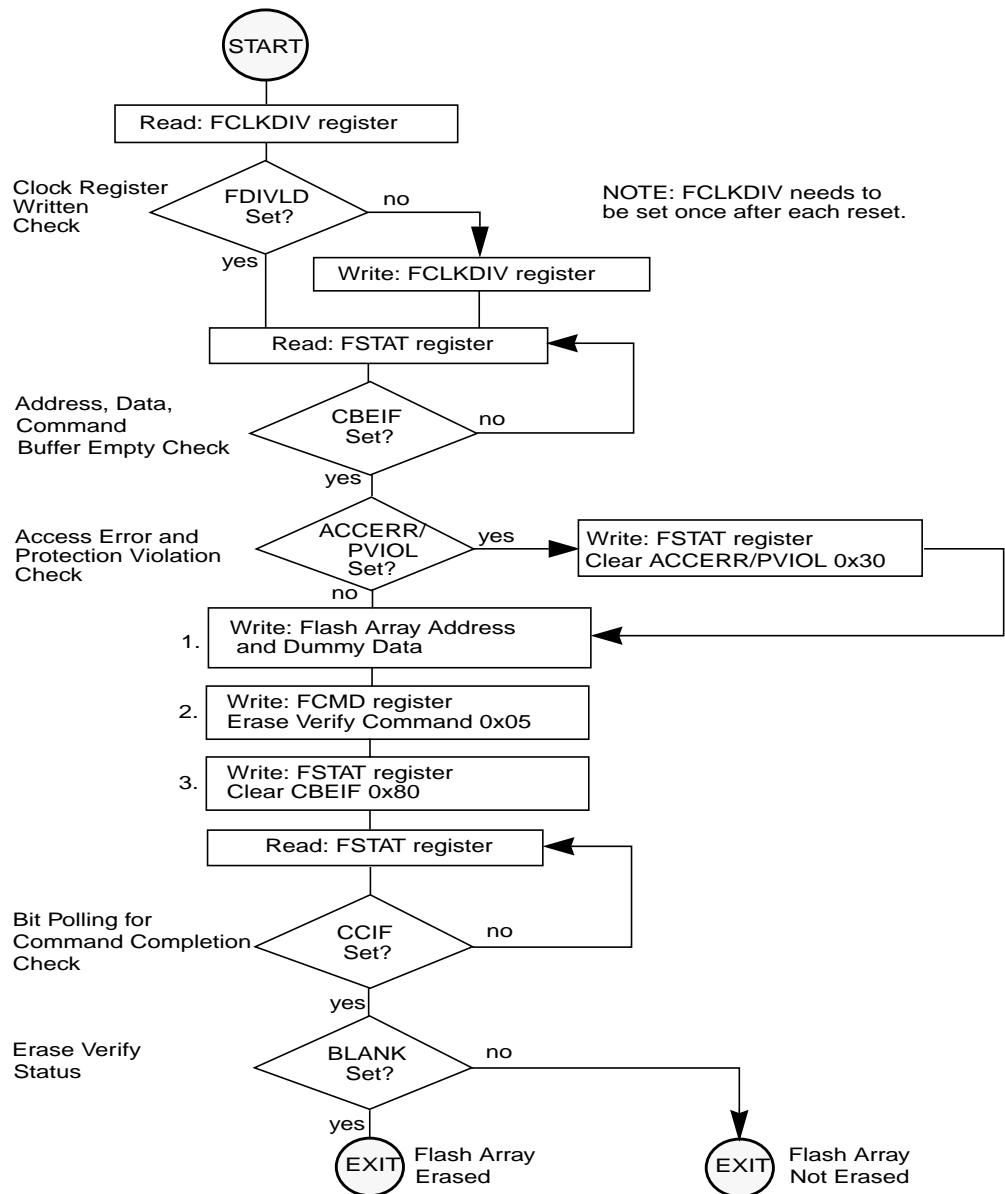 START
Read: FCLKDIV register
Clock Register
Written
Check
FDIVLD
Set?
no
yes
NOTE: FCLKDIV needs to
be set once after each reset.
Write: FCLKDIV register
Read: FSTAT register
Address, Data,
Command
Buffer Empty Check
CBEIF
Set?
no
yes
Access Error and
Protection Violation
Check
ACCERR/
PVIOL
Set?
yes
no
Write: FSTAT register
Clear ACCERR/PVIOL 0x30
1.
Write: Flash Array Address
and Dummy Data
2.
Write: FCMD register
Erase Verify Command 0x05
3.
Write: FSTAT register
Clear CBEIF 0x80
Read: FSTAT register
Bit Polling for
Command Completion
Check
CCIF
Set?
no
yes
Erase Verify
Status
BLANK
Set?
no
yes
EXIT
Flash Array
Erased
EXIT
Flash Array
Not Erased